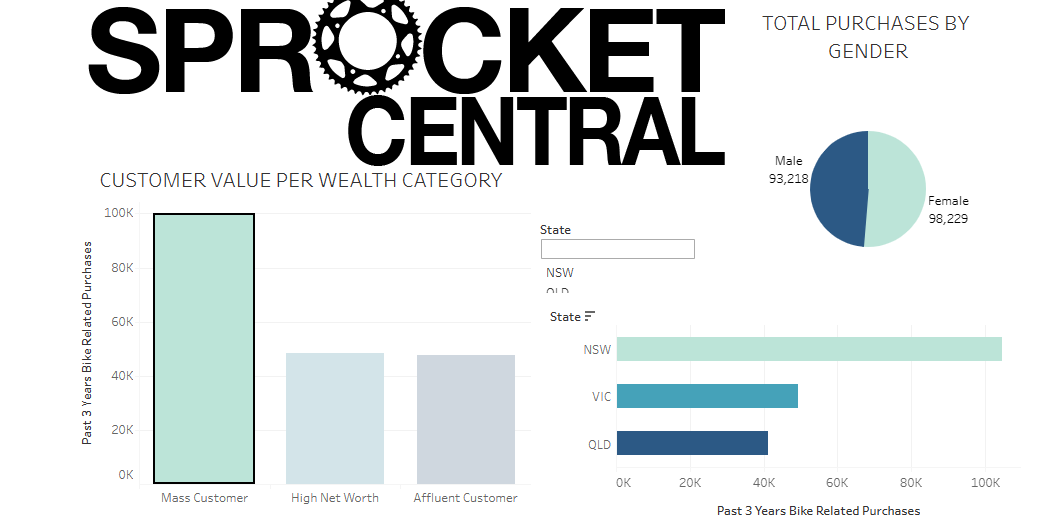 SPROCKET
CENTRAL
TOTAL PURCHASES BY
GENDER
Male
93,218
Female
98,229
CUSTOMER VALUE PER WEALTH CATEGORY
Past 3 Years Bike Related Purchases
100K
80K
60K
40K
20K
0K
Mass Customer
High Net Worth
Affluent Customer
State
NSW
QLD
State
NSW
VIC
QLD
0K
20K
40K
60K
80K
100K
Past 3 Years Bike Related Purchases